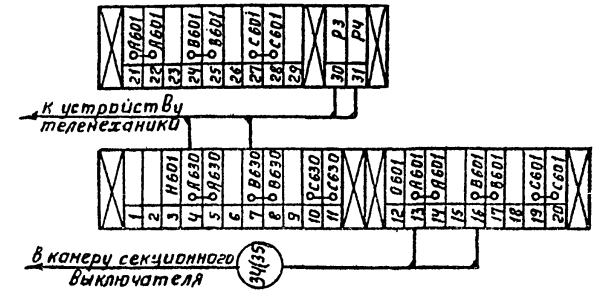 А601 А601 В601 В601 С601 С601 Р3 Р4
21 22 23 24 25 26 27 28 29 30 31
К устройству
телемеханики
Н601 А630 А630 В630 В630 С630 С630 О601 А601 А601 В601 В601 С601 С601
1 2 3 4 5 6 7 8 9 10 11 12 13 14 15 16 17 18 19 20
В камеру секционного
выключателя
34(35)